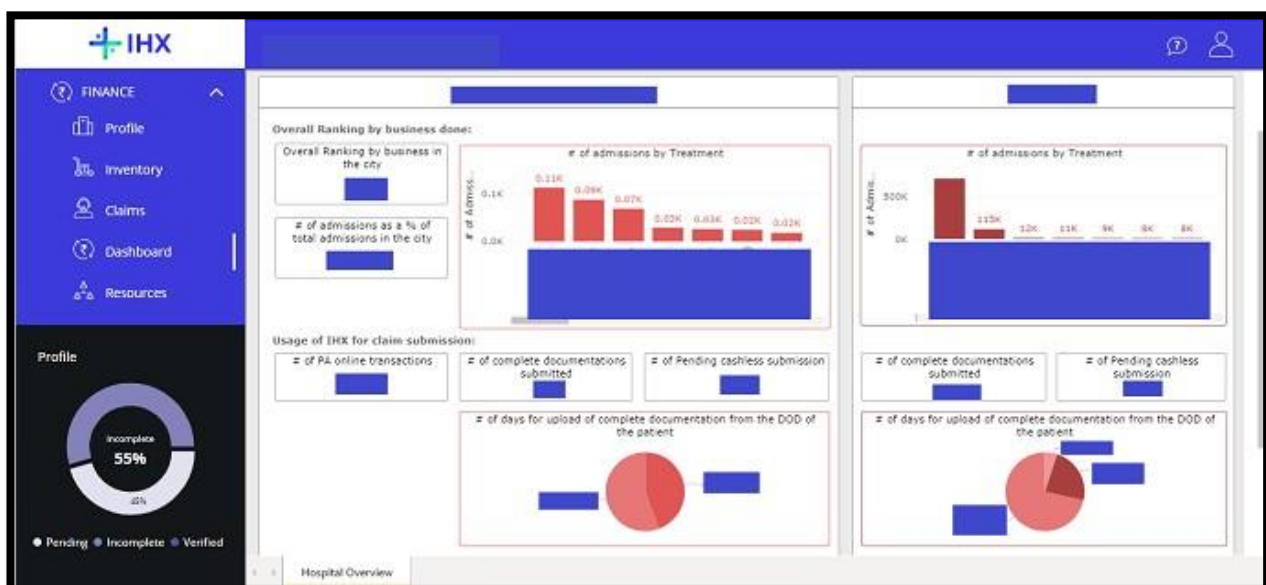 IHX
FINANCE
Profile
Inventory
Claims
Dashboard
Resources
Profile
Incomplete
55%
45%
Pending Incomplete Verified
Overall Ranking by business done:
Overall Ranking by business in
the city
# of admissions as a % of
total admissions in the city
# of admissions by Treatment
# of Admiss...
0.1K
0.0K
0.11K
0.09K
0.07K
0.03K
0.03K
0.02K
0.02K
# of admissions by Treatment
# of Admis...
500K
0K
115K
12K
11K
9K
8K
8K
Usage of IHX for claim submission:
# of PA online transactions
# of complete documentations
submitted
# of Pending cashless submission
# of complete documentations
submitted
# of Pending cashless
submission
# of days for upload of complete documentation from the DOD of
the patient
# of days for upload of complete documentation from the DOD of
the patient
Hospital Overview